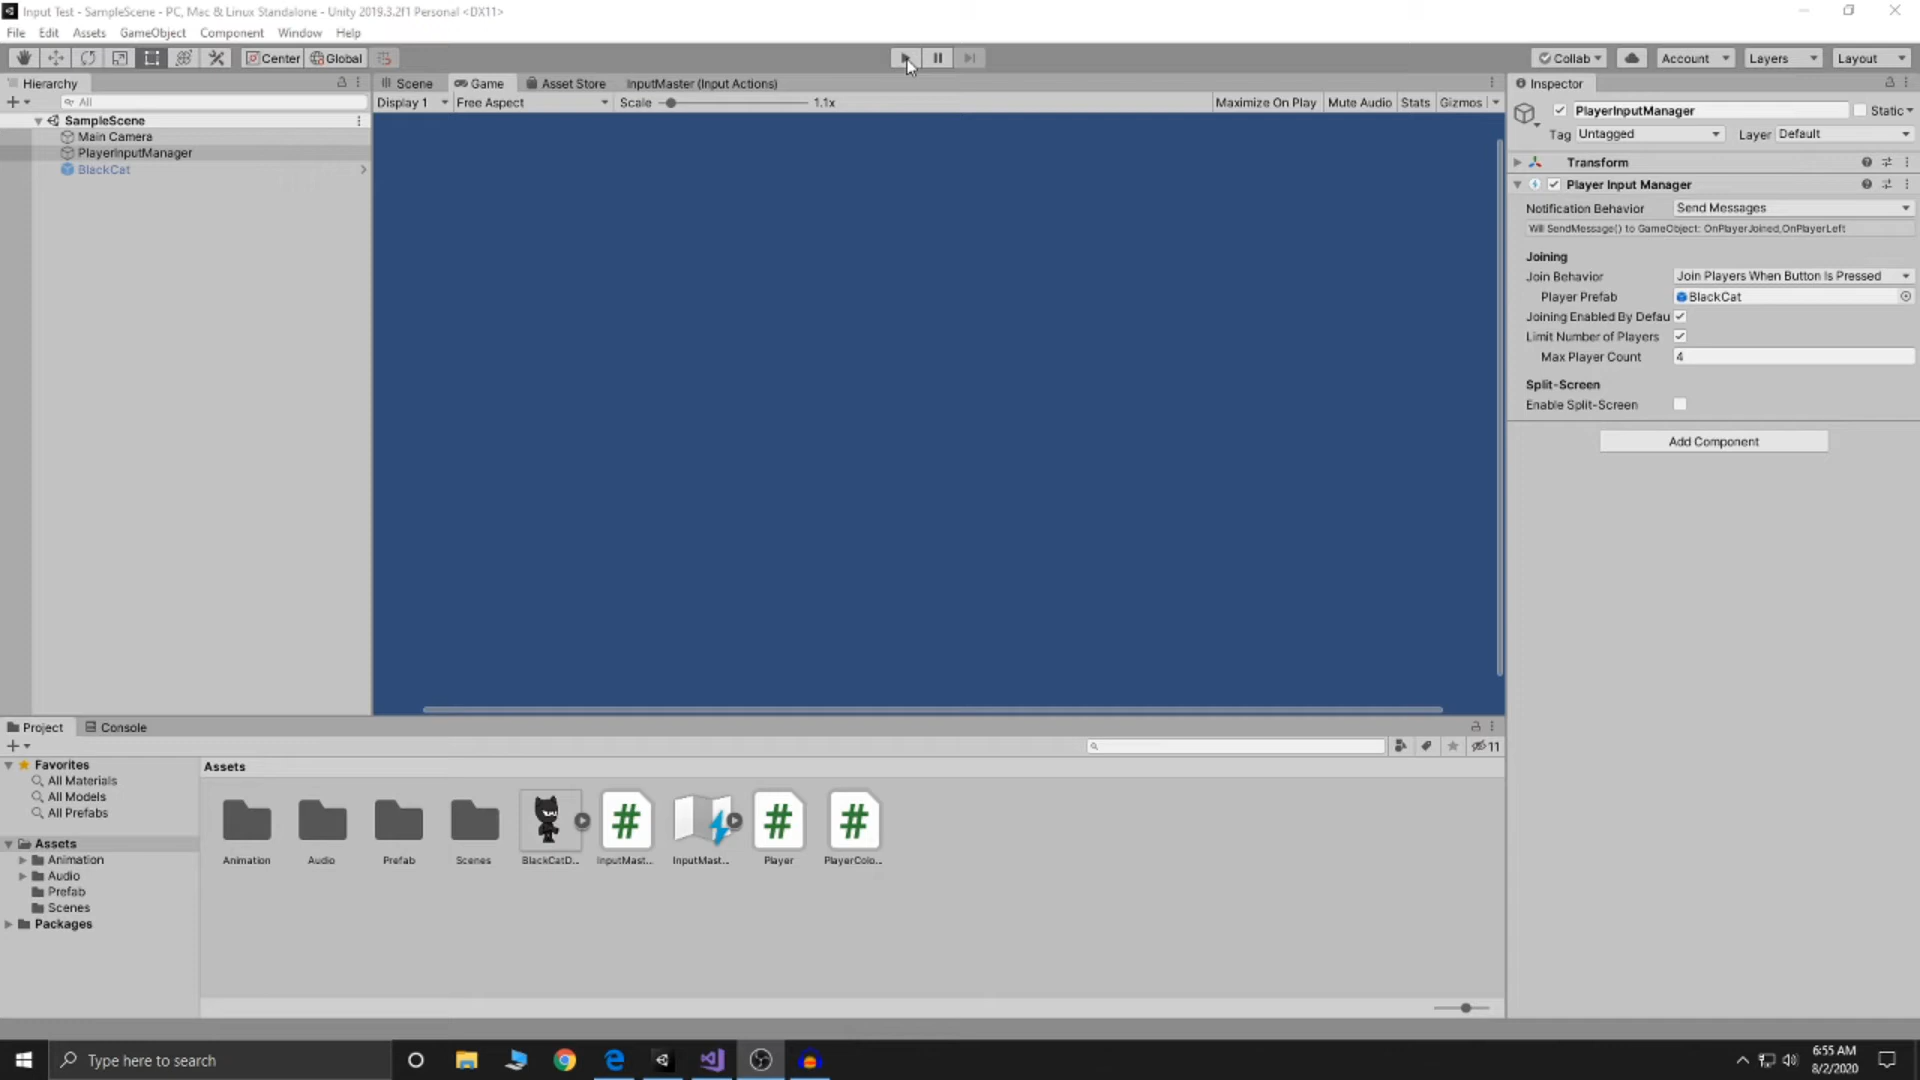 Input Test - SampleScene - PC, Mac & Linux Standalone - Unity 2019.3.2f1 Personal <DX11>
File Edit Assets GameObject Component Window Help
Center Global Collab Account Layers Layout
Hierarchy
All
SampleScene
Main Camera
PlayerInputManager
BlackCat
Scene Game Asset Store InputMaster (Input Actions)
Display 1 Free Aspect Scale 1.1x Maximize On Play Mute Audio Stats Gizmos
Inspector
PlayerInputManager Static
Tag Untagged Layer Default
Transform
Player Input Manager
Notification Behavior Send Messages
Will SendMessage() to GameObject: OnPlayerJoined,OnPlayerLeft
Joining
Join Behavior Join Players When Button Is Pressed
Player Prefab BlackCat
Joining Enabled By Defau
Limit Number of Players
Max Player Count 4
Split-Screen
Enable Split-Screen
Add Component
Project Console
11
Favorites
All Materials
All Models
All Prefabs
Assets
Animation
Audio
Prefab
Scenes
Packages
Assets
# # #
Animation Audio Prefab Scenes BlackCatD... InputMast... InputMast... Player PlayerColo...
Type here to search
6:55 AM
8/2/2020